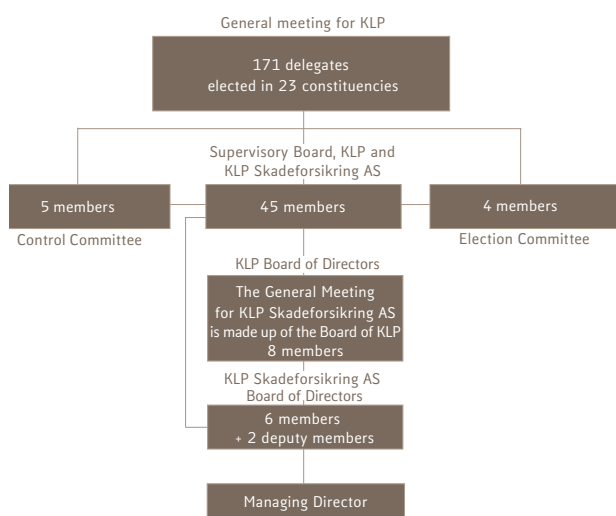 General meeting for KLP
171 delegates
elected in 23 constituencies
Supervisory Board, KLP and
KLP Skadeforsikring AS
5 members
45 members
4 members
Control Committee
Election Committee
KLP Board of Directors
The General Meeting
for KLP Skadeforsikring AS
is made up of the Board of KLP
8 members
KLP Skadeforsikring AS
Board of Directors
6 members
+ 2 deputy members
Managing Director